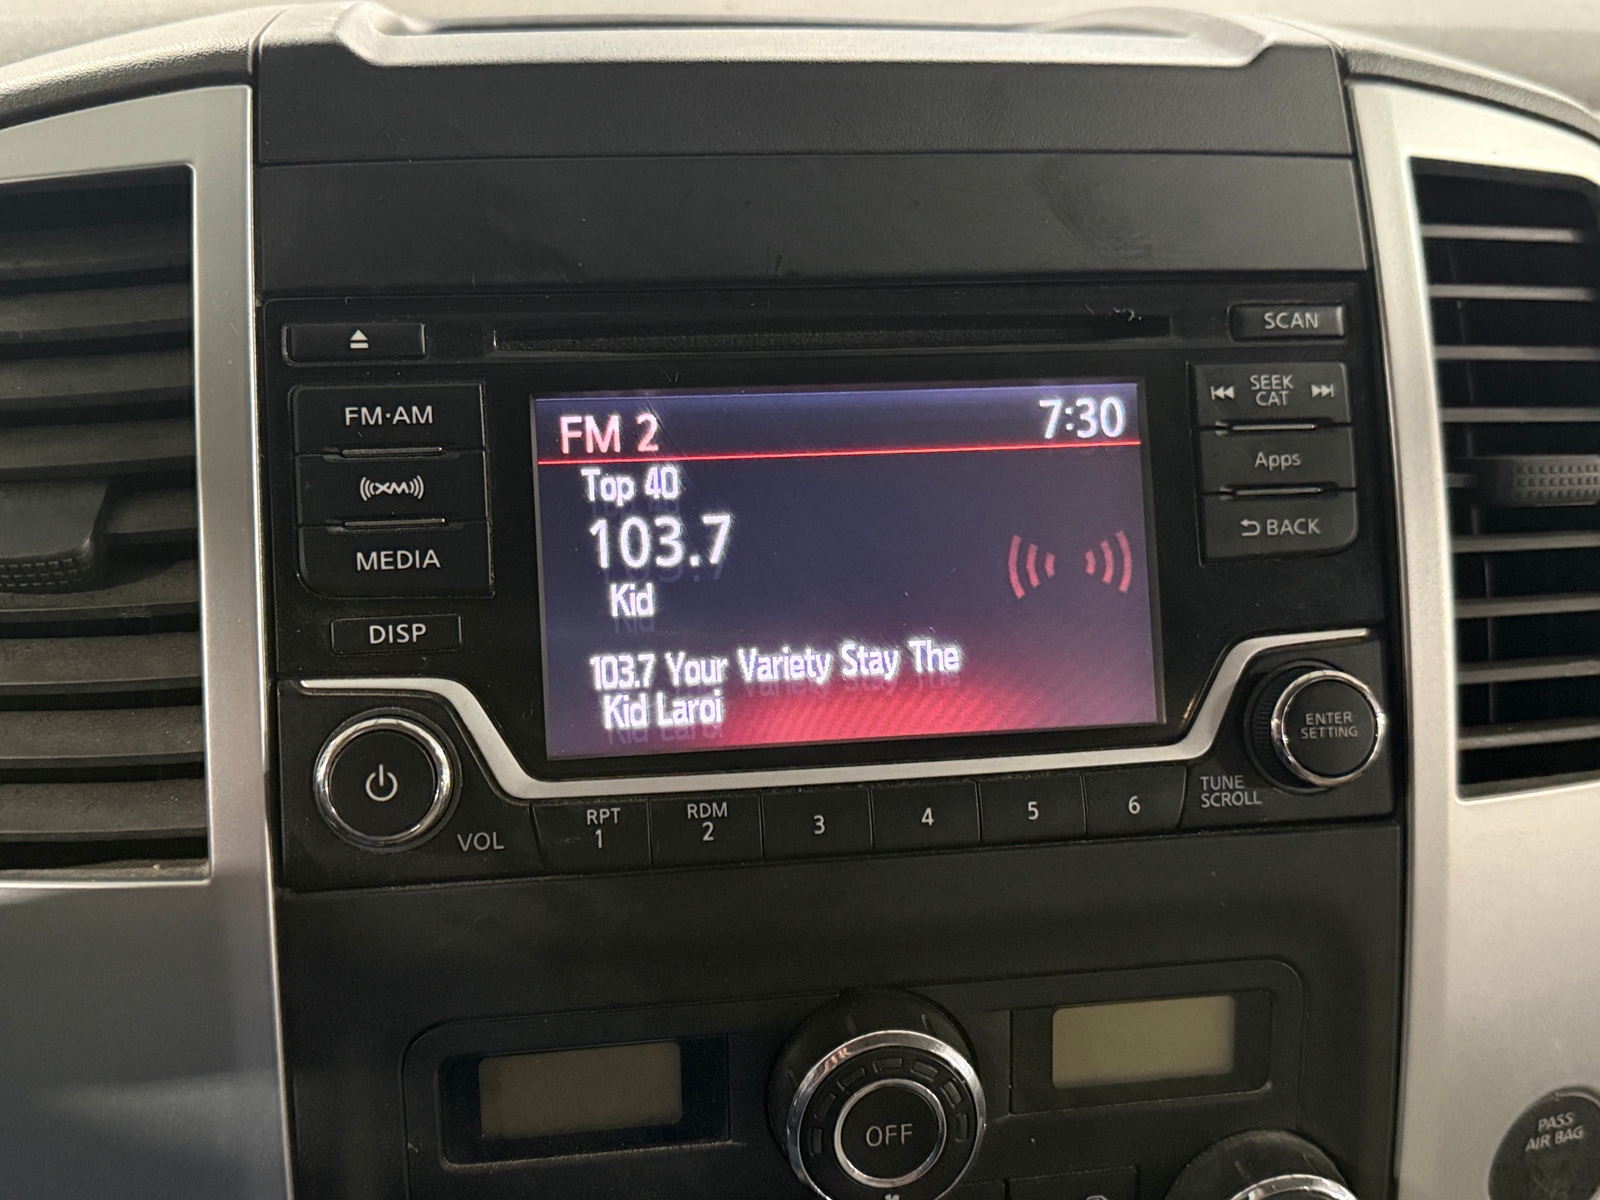 SCAN
FM·AM
XM
MEDIA
DISP
FM 2
7:30
Top 40
103.7
Kid
103.7 Your Variety Stay The
Kid Laroi
SEEK
CAT
Apps
BACK
ENTER
SETTING
TUNE
SCROLL
VOL
RPT
1
RDM
2
3
4
5
6
OFF
PASS
AIR BAG